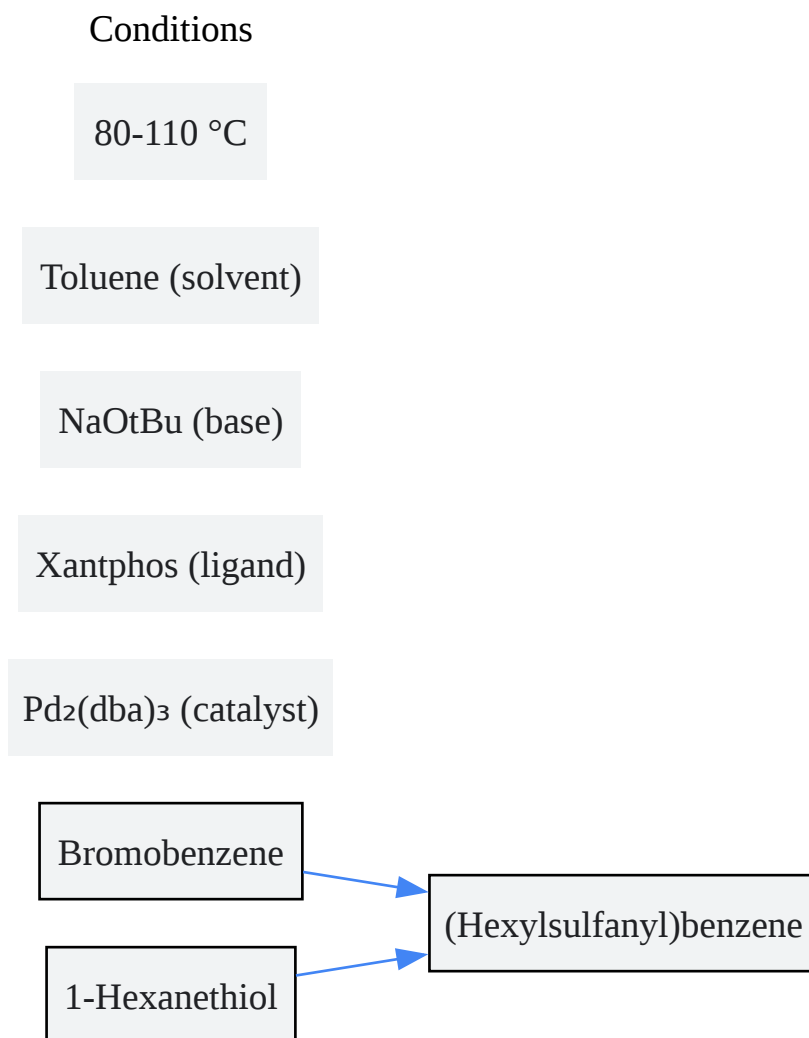 Conditions
80-110 °C
Toluene (solvent)
NaOtBu (base)
Xantphos (ligand)
Pd₂(dba)₃ (catalyst)
Bromobenzene
(Hexylsulfanyl)benzene
1-Hexanethiol